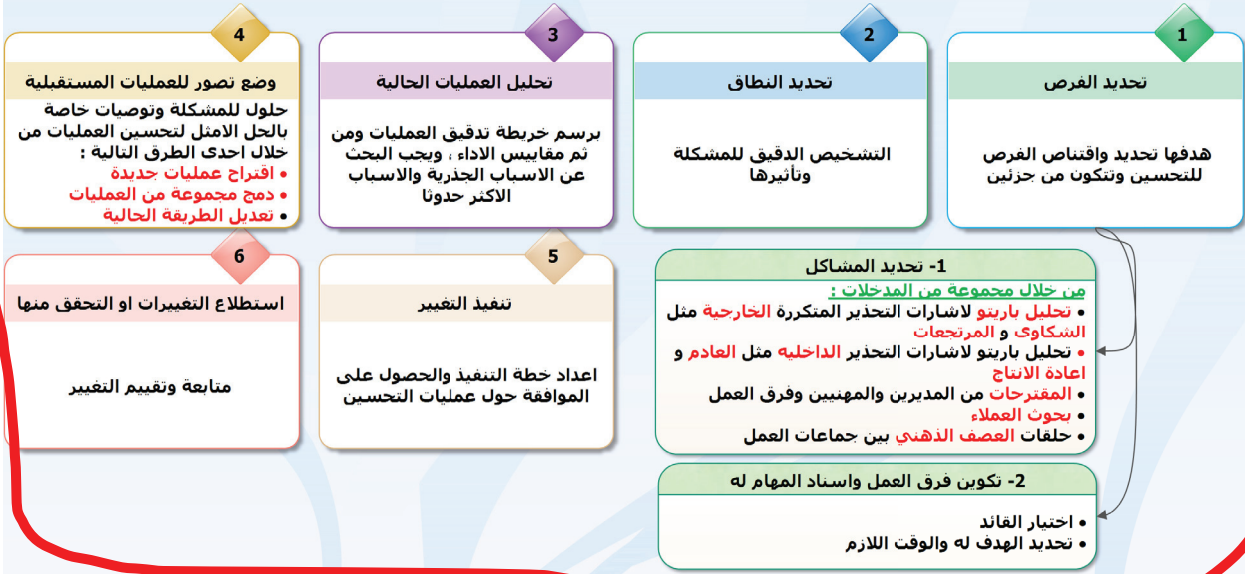 1
تحديد الفرص
هدفها تحديد واقتناص الفرص
للتحسين وتتكون من جزئين
2
تحديد النطاق
التشخيص الدقيق للمشكلة
وتأثيرها
3
تحليل العمليات الحالية
برسم خريطة تدقيق العمليات ومن
ثم مقاييس الاداء ، ويجب البحث
عن الاسباب الجذرية والاسباب
الاكثر حدوثا
4
وضع تصور للعمليات المستقبلية
حلول للمشكلة وتوصيات خاصة
بالحل الامثل لتحسين العمليات من
خلال احدى الطرق التالية :
• اقتراح عمليات جديدة
• دمج مجموعة من العمليات
• تعديل الطريقة الحالية
1- تحديد المشاكل
من خلال مجموعة من المدخلات :
• تحليل باريتو لاشارات التحذير المتكررة الخارجية مثل
الشكاوى و المرتجعات
• تحليل باريتو لاشارات التحذير الداخليه مثل العادم و
اعادة الانتاج
• المقترحات من المديرين والمهنيين وفرق العمل
• بحوث العملاء
• حلقات العصف الذهني بين جماعات العمل
2- تكوين فرق العمل واسناد المهام له
• اختيار القائد
• تحديد الهدف له والوقت اللازم
5
تنفيذ التغيير
اعداد خطة التنفيذ والحصول على
الموافقة حول عمليات التحسين
6
استطلاع التغييرات او التحقق منها
متابعة وتقييم التغيير